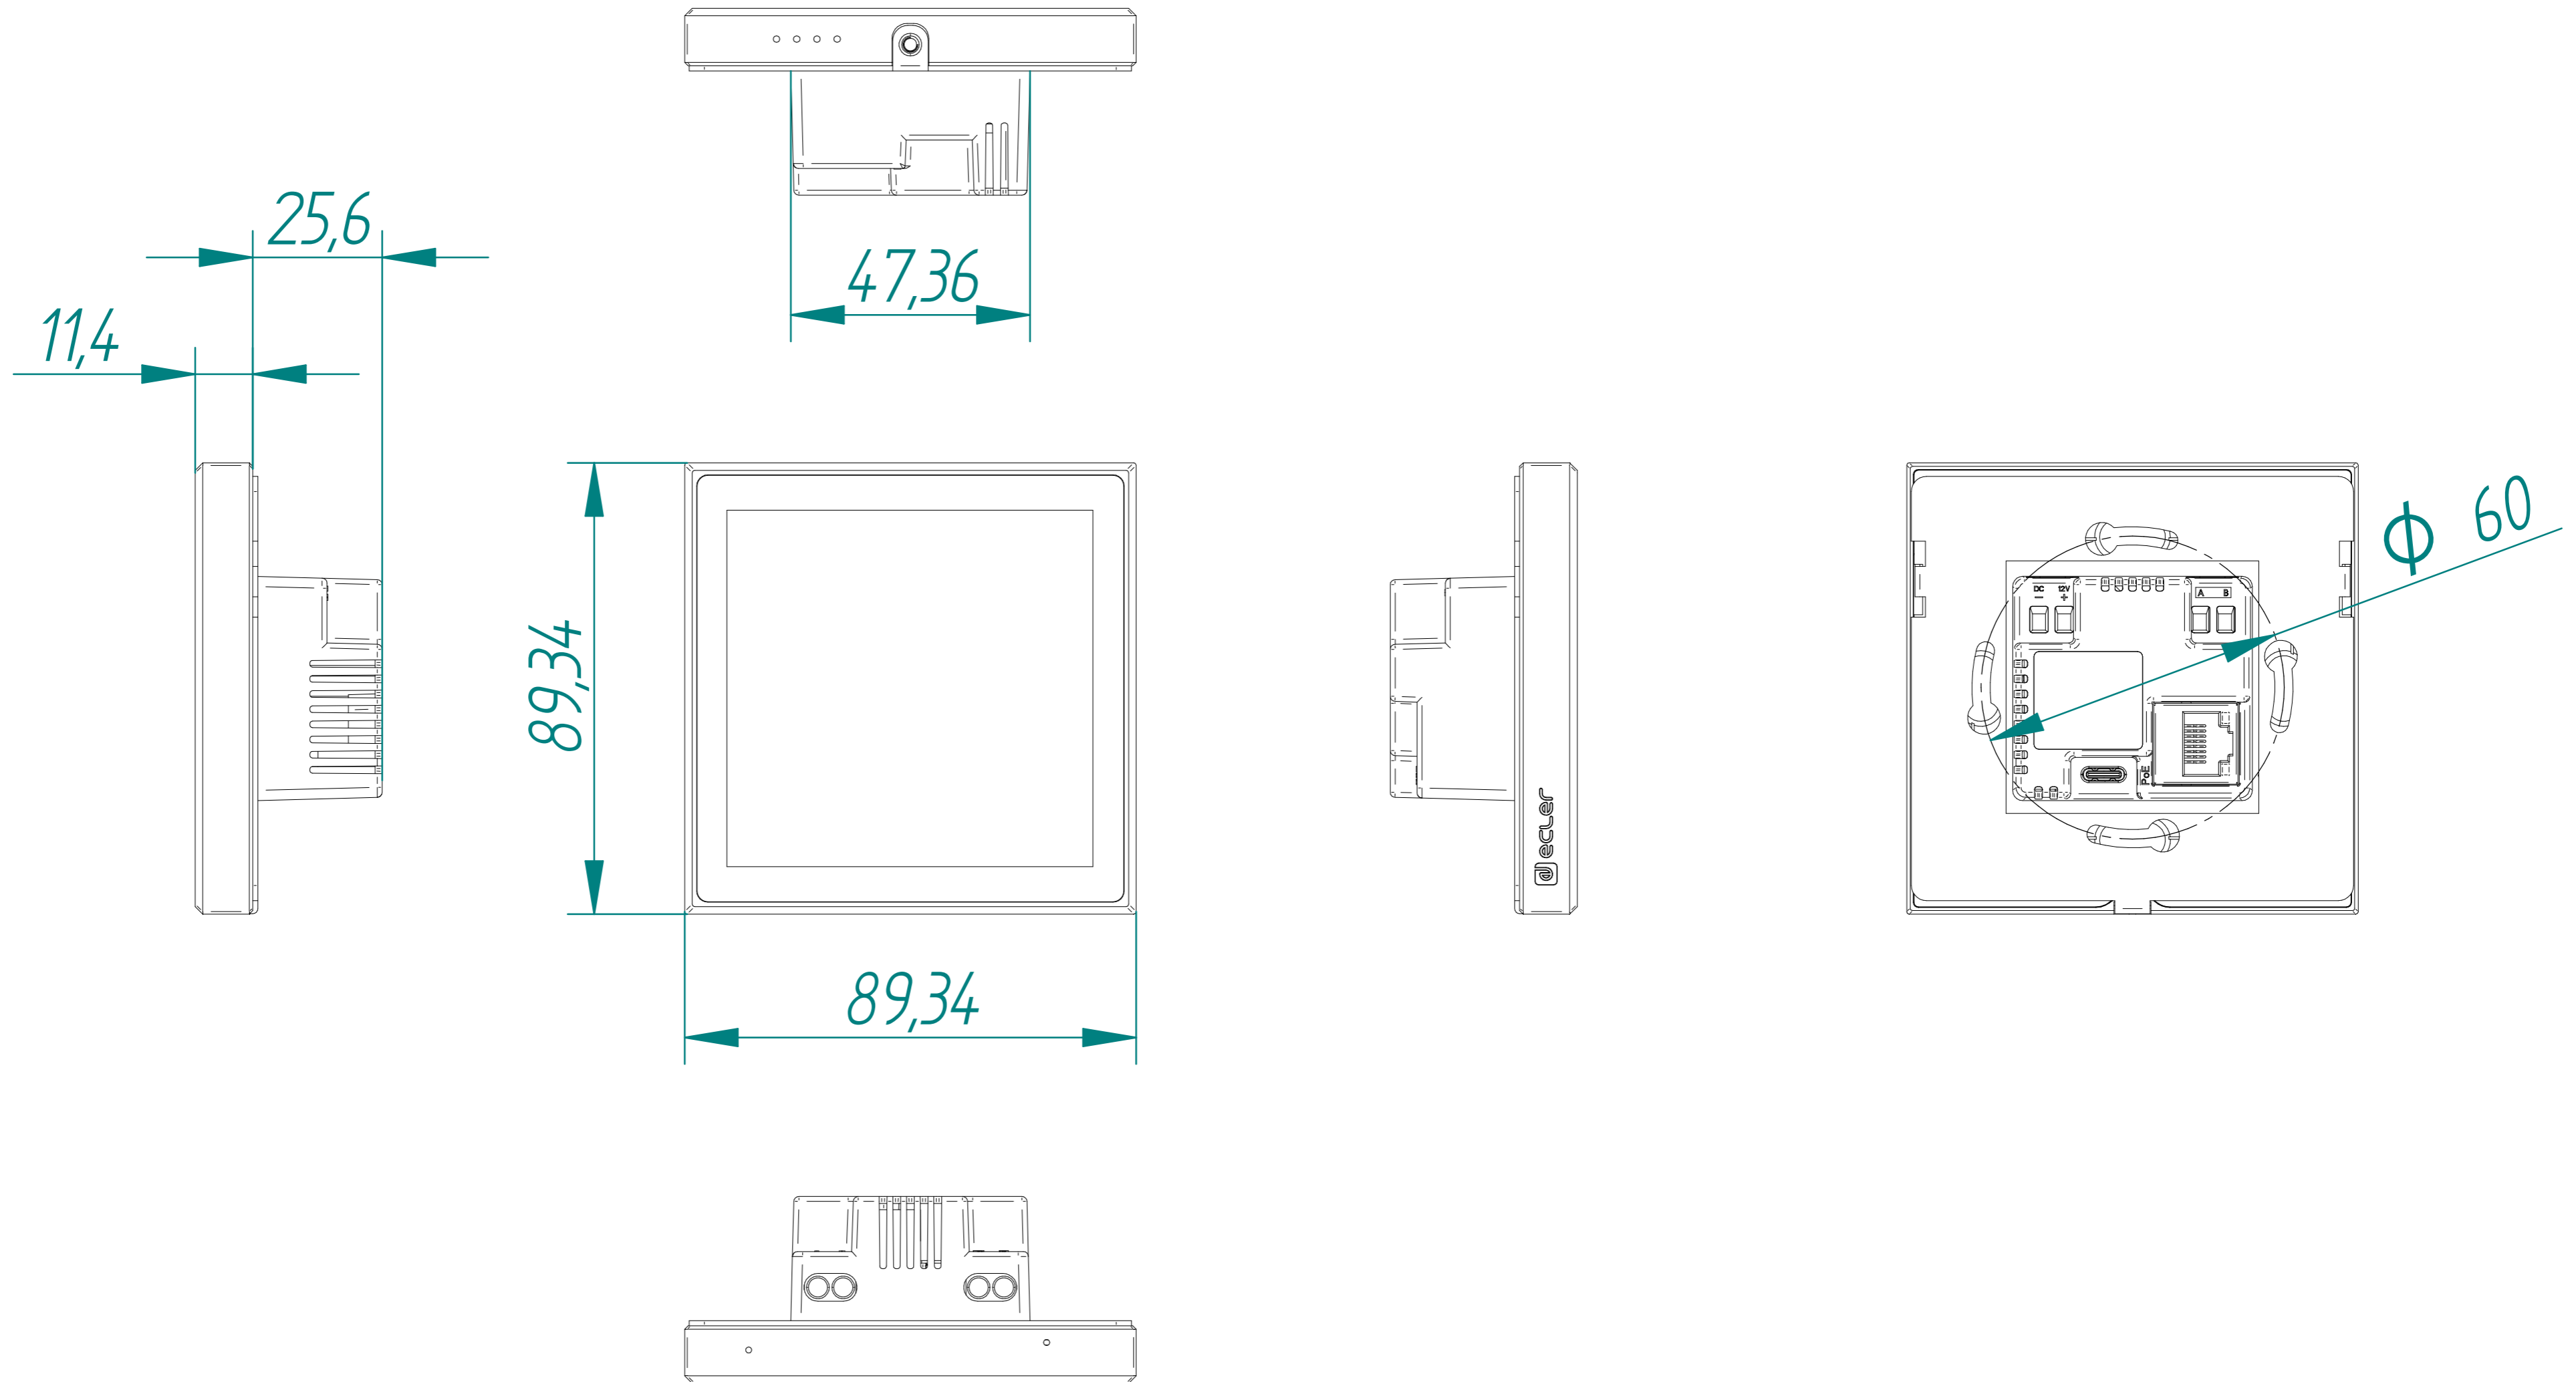 25,6
47,36
11,4
89,34
89,34
ecler
Φ 60
DC 12V
− +
A B
PoE